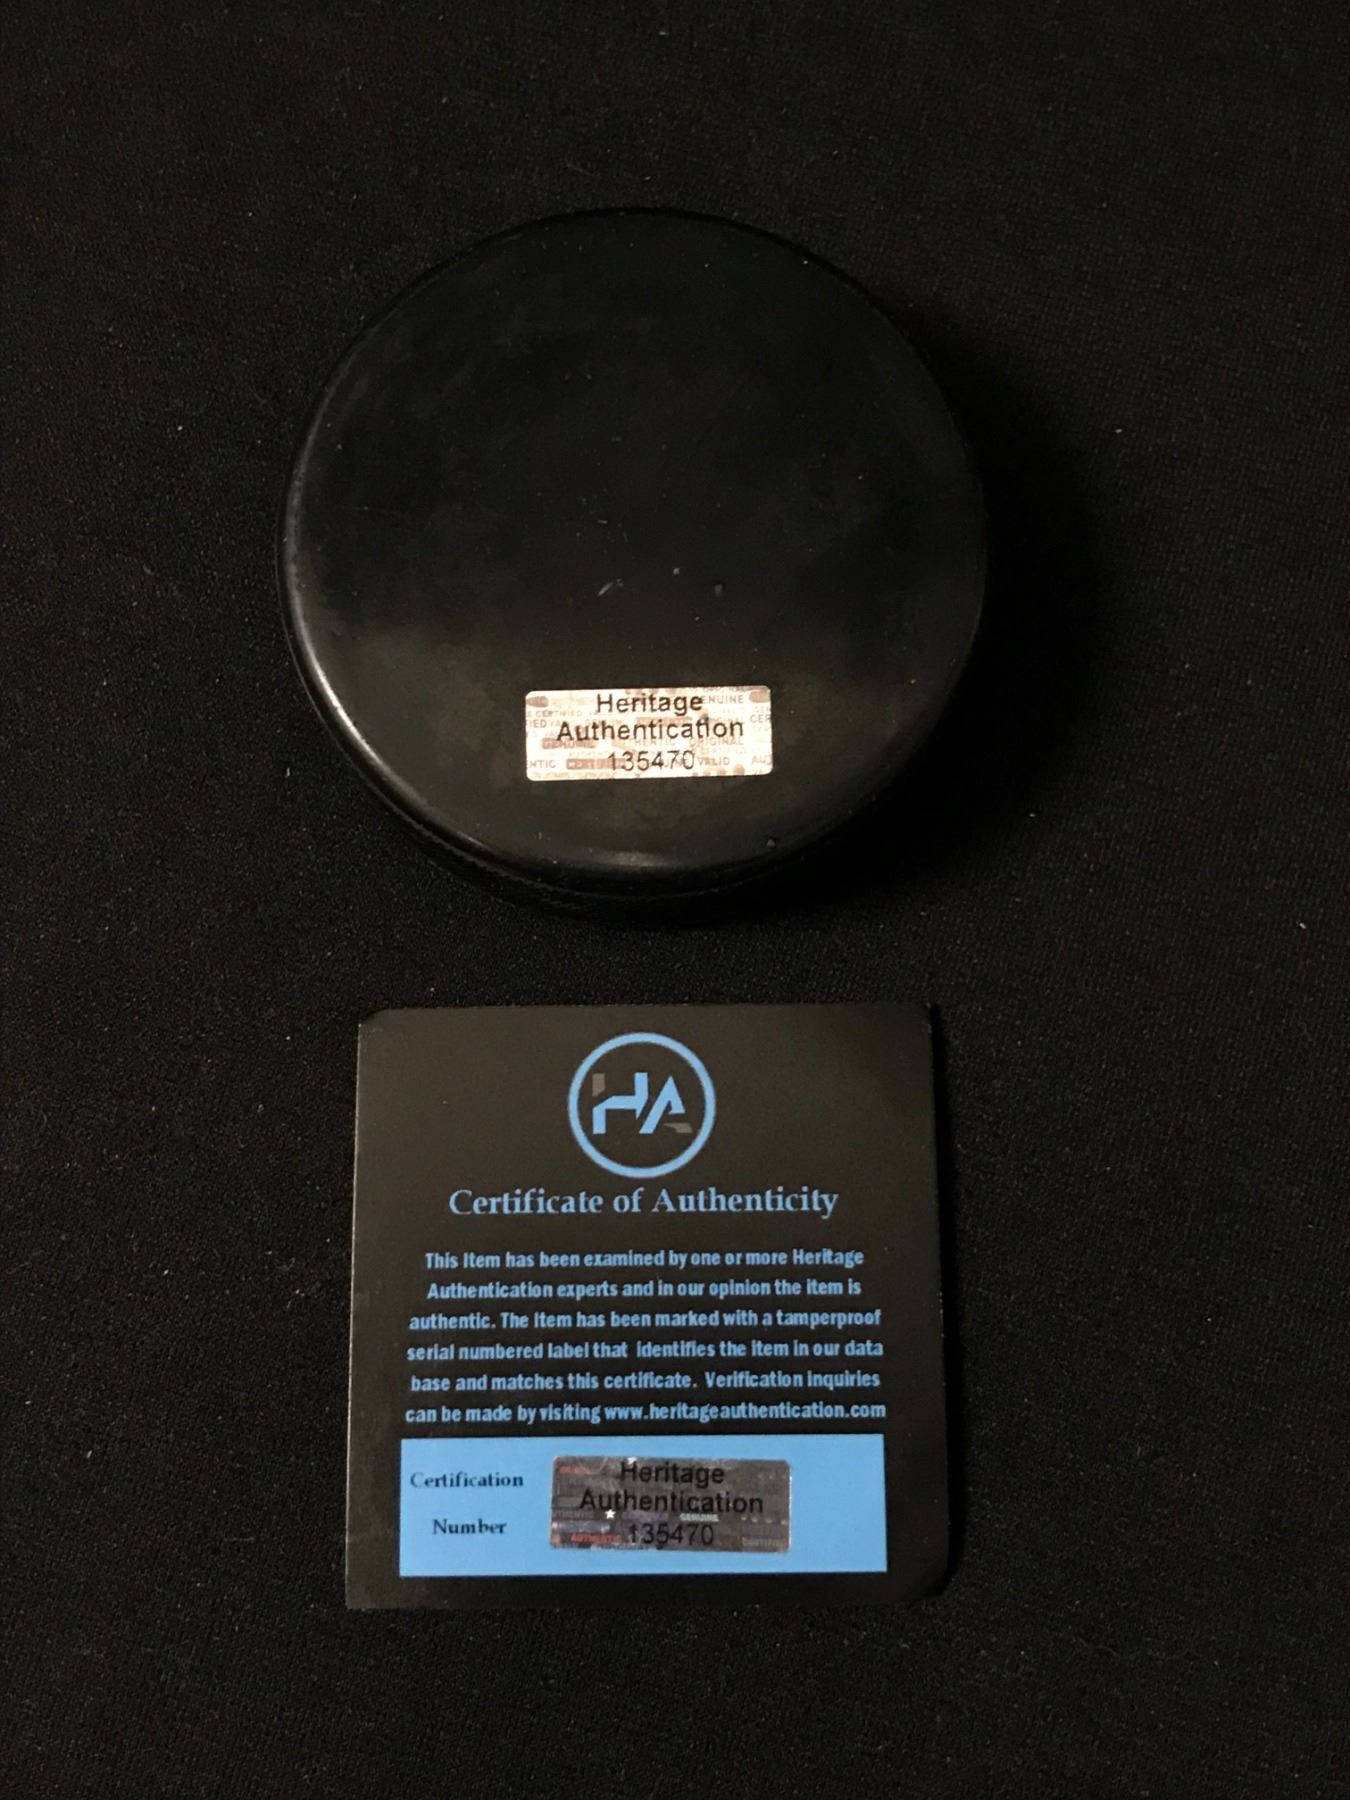 Heritage
Authentication
135470
HA
Certificate of Authenticity
This Item has been examined by one or more Heritage
Authentication experts and in our opinion the item is
authentic. The Item has been marked with a tamperproof
serial numbered label that identifies the item in our data
base and matches this certificate. Verification inquiries
can be made by visiting www.heritageauthentication.com
Certification
Number
Heritage
Authentication
135470